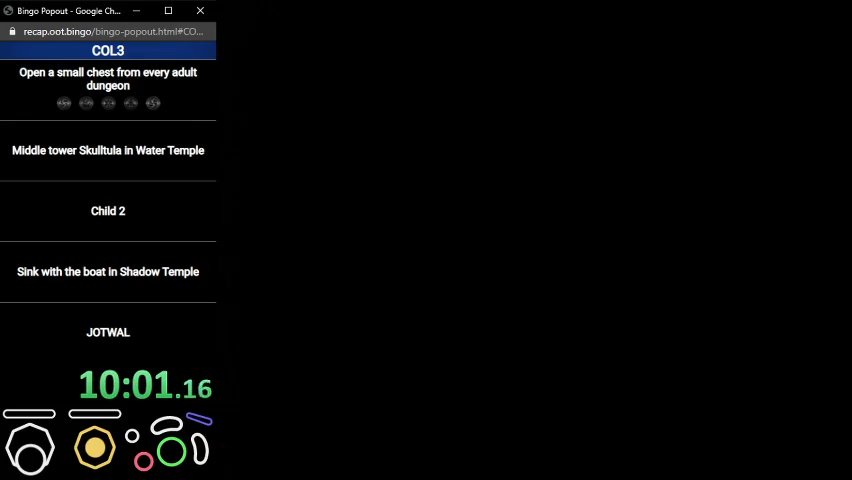 Bingo Popout - Google Ch...
recap.oot.bingo/bingo-popout.html#CO...
COL3
Open a small chest from every adult
dungeon
Middle tower Skulltula in Water Temple
Child 2
Sink with the boat in Shadow Temple
JOTWAL
10:01.16